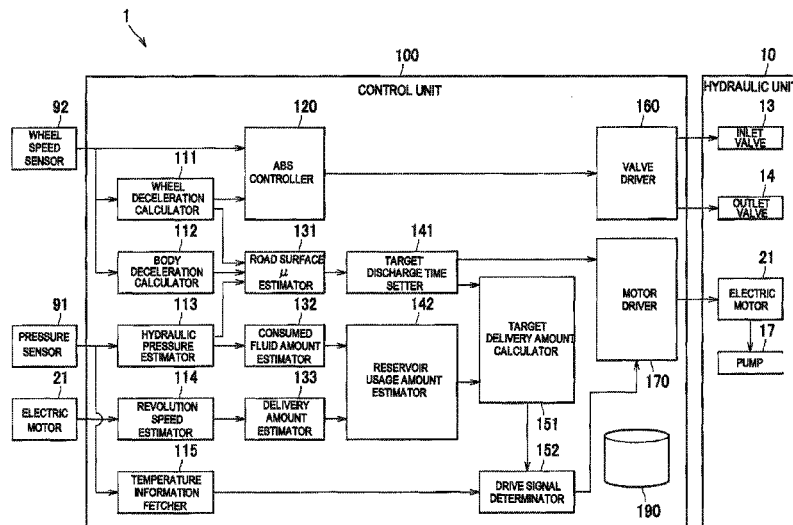 1
100
CONTROL UNIT
10
HYDRAULIC UNIT
92
WHEEL
SPEED
SENSOR
120
ABS
CONTROLLER
160
VALVE
DRIVER
13
INLET
VALVE
14
OUTLET
VALVE
111
WHEEL
DECELERATION
CALCULATOR
112
BODY
DECELERATION
CALCULATOR
131
ROAD SURFACE
μ
ESTIMATOR
141
TARGET
DISCHARGE TIME
SETTER
MOTOR
DRIVER
170
21
ELECTRIC
MOTOR
17
PUMP
91
PRESSURE
SENSOR
113
HYDRAULIC
PRESSURE
ESTIMATOR
132
CONSUMED
FLUID AMOUNT
ESTIMATOR
142
RESERVOIR
USAGE AMOUNT
ESTIMATOR
TARGET
DELIVERY AMOUNT
CALCULATOR
151
21
ELECTRIC
MOTOR
114
REVOLUTION
SPEED
ESTIMATOR
133
DELIVERY
AMOUNT
ESTIMATOR
115
TEMPERATURE
INFORMATION
FETCHER
152
DRIVE SIGNAL
DETERMINATOR
190